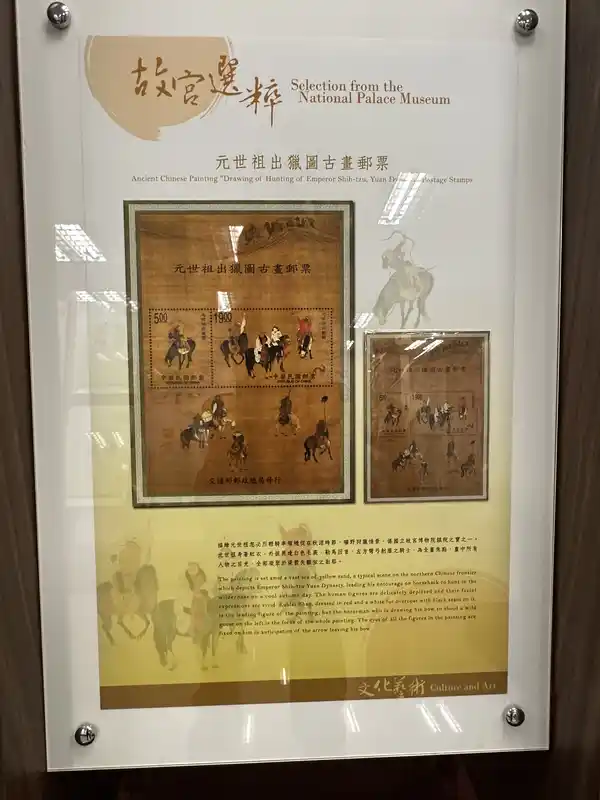 故宮選粹
Selection from the
National Palace Museum
元世祖出獵圖古畫郵票
Ancient Chinese Painting "Drawing of Hunting of Emperor Shih-tzu, Yuan Postage Stamps
元世祖出獵圖古畫郵票
5.00
19.00
中華民國郵票
REPUBLIC OF CHINA
中華民國郵票
REPUBLIC OF CHINA
交通部郵政總局發行
The painting is set amid a vast sea of yellow sand, a typical scene on the northern Chinese frontier
which depicts Emperor Shih-tzu Yuan Dynasty, leading his entourage on horseback to hunt in the
wilderness on a cool autumn day. The human figures are delicately depicted and their facial
expressions are vivid. Kublai Khan, dressed in red and a white fur overcoat with black seams on it,
is the leading figure of the painting, but the horseman who is drawing his bow to shoot a wild
goose on the left is the focus of the whole painting. The eyes of all the figures in the painting are
fixed on him in anticipation of the arrow leaving his bow.
文化藝術 Culture and Art